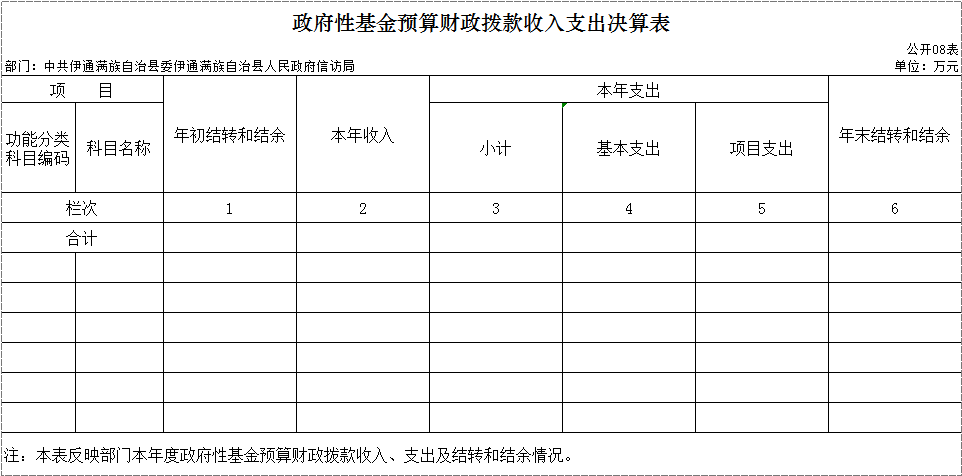 政府性基金预算财政拨款收入支出决算表
公开08表
部门：中共伊通满族自治县委伊通满族自治县人民政府信访局 单位：万元
项 目 年初结转和结余 本年收入 本年支出 年末结转和结余
功能分类科目编码 科目名称 小计 基本支出 项目支出
栏次 1 2 3 4 5 6
合计
注：本表反映部门本年度政府性基金预算财政拨款收入、支出及结转和结余情况。